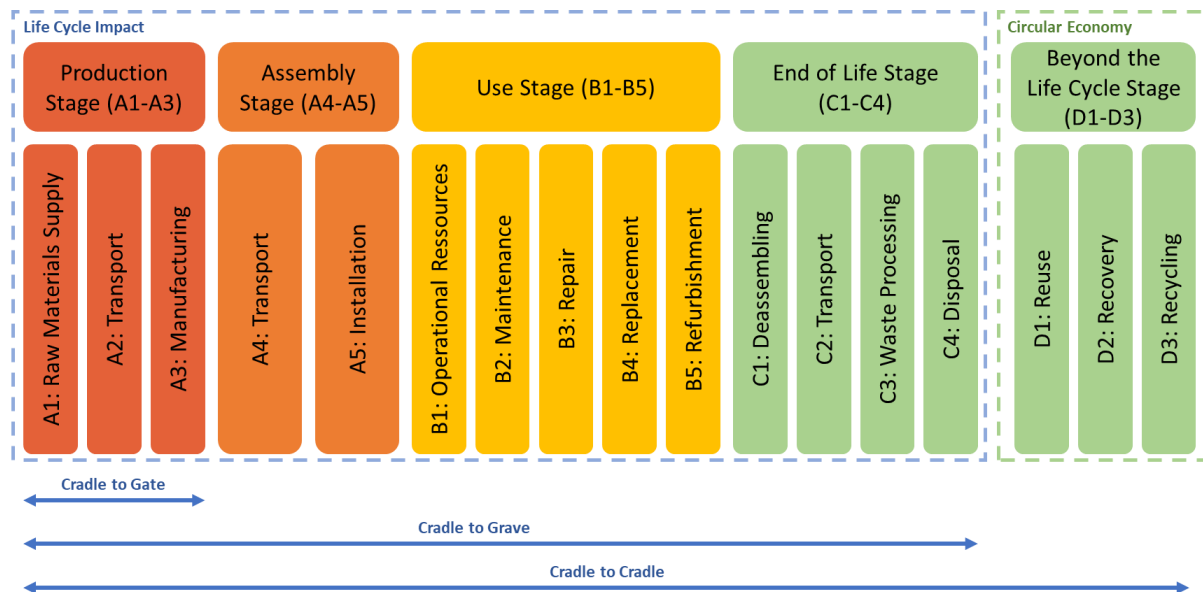 Life Cycle Impact
Circular Economy
Production
Stage (A1-A3)
Assembly
Stage (A4-A5)
Use Stage (B1-B5)
End of Life Stage
(C1-C4)
Beyond the
Life Cycle Stage
(D1-D3)
A1: Raw Materials Supply
A2: Transport
A3: Manufacturing
A4: Transport
A5: Installation
B1: Operational Ressources
B2: Maintenance
B3: Repair
B4: Replacement
B5: Refurbishment
C1: Deassembling
C2: Transport
C3: Waste Processing
C4: Disposal
D1: Reuse
D2: Recovery
D3: Recycling
Cradle to Gate
Cradle to Grave
Cradle to Cradle